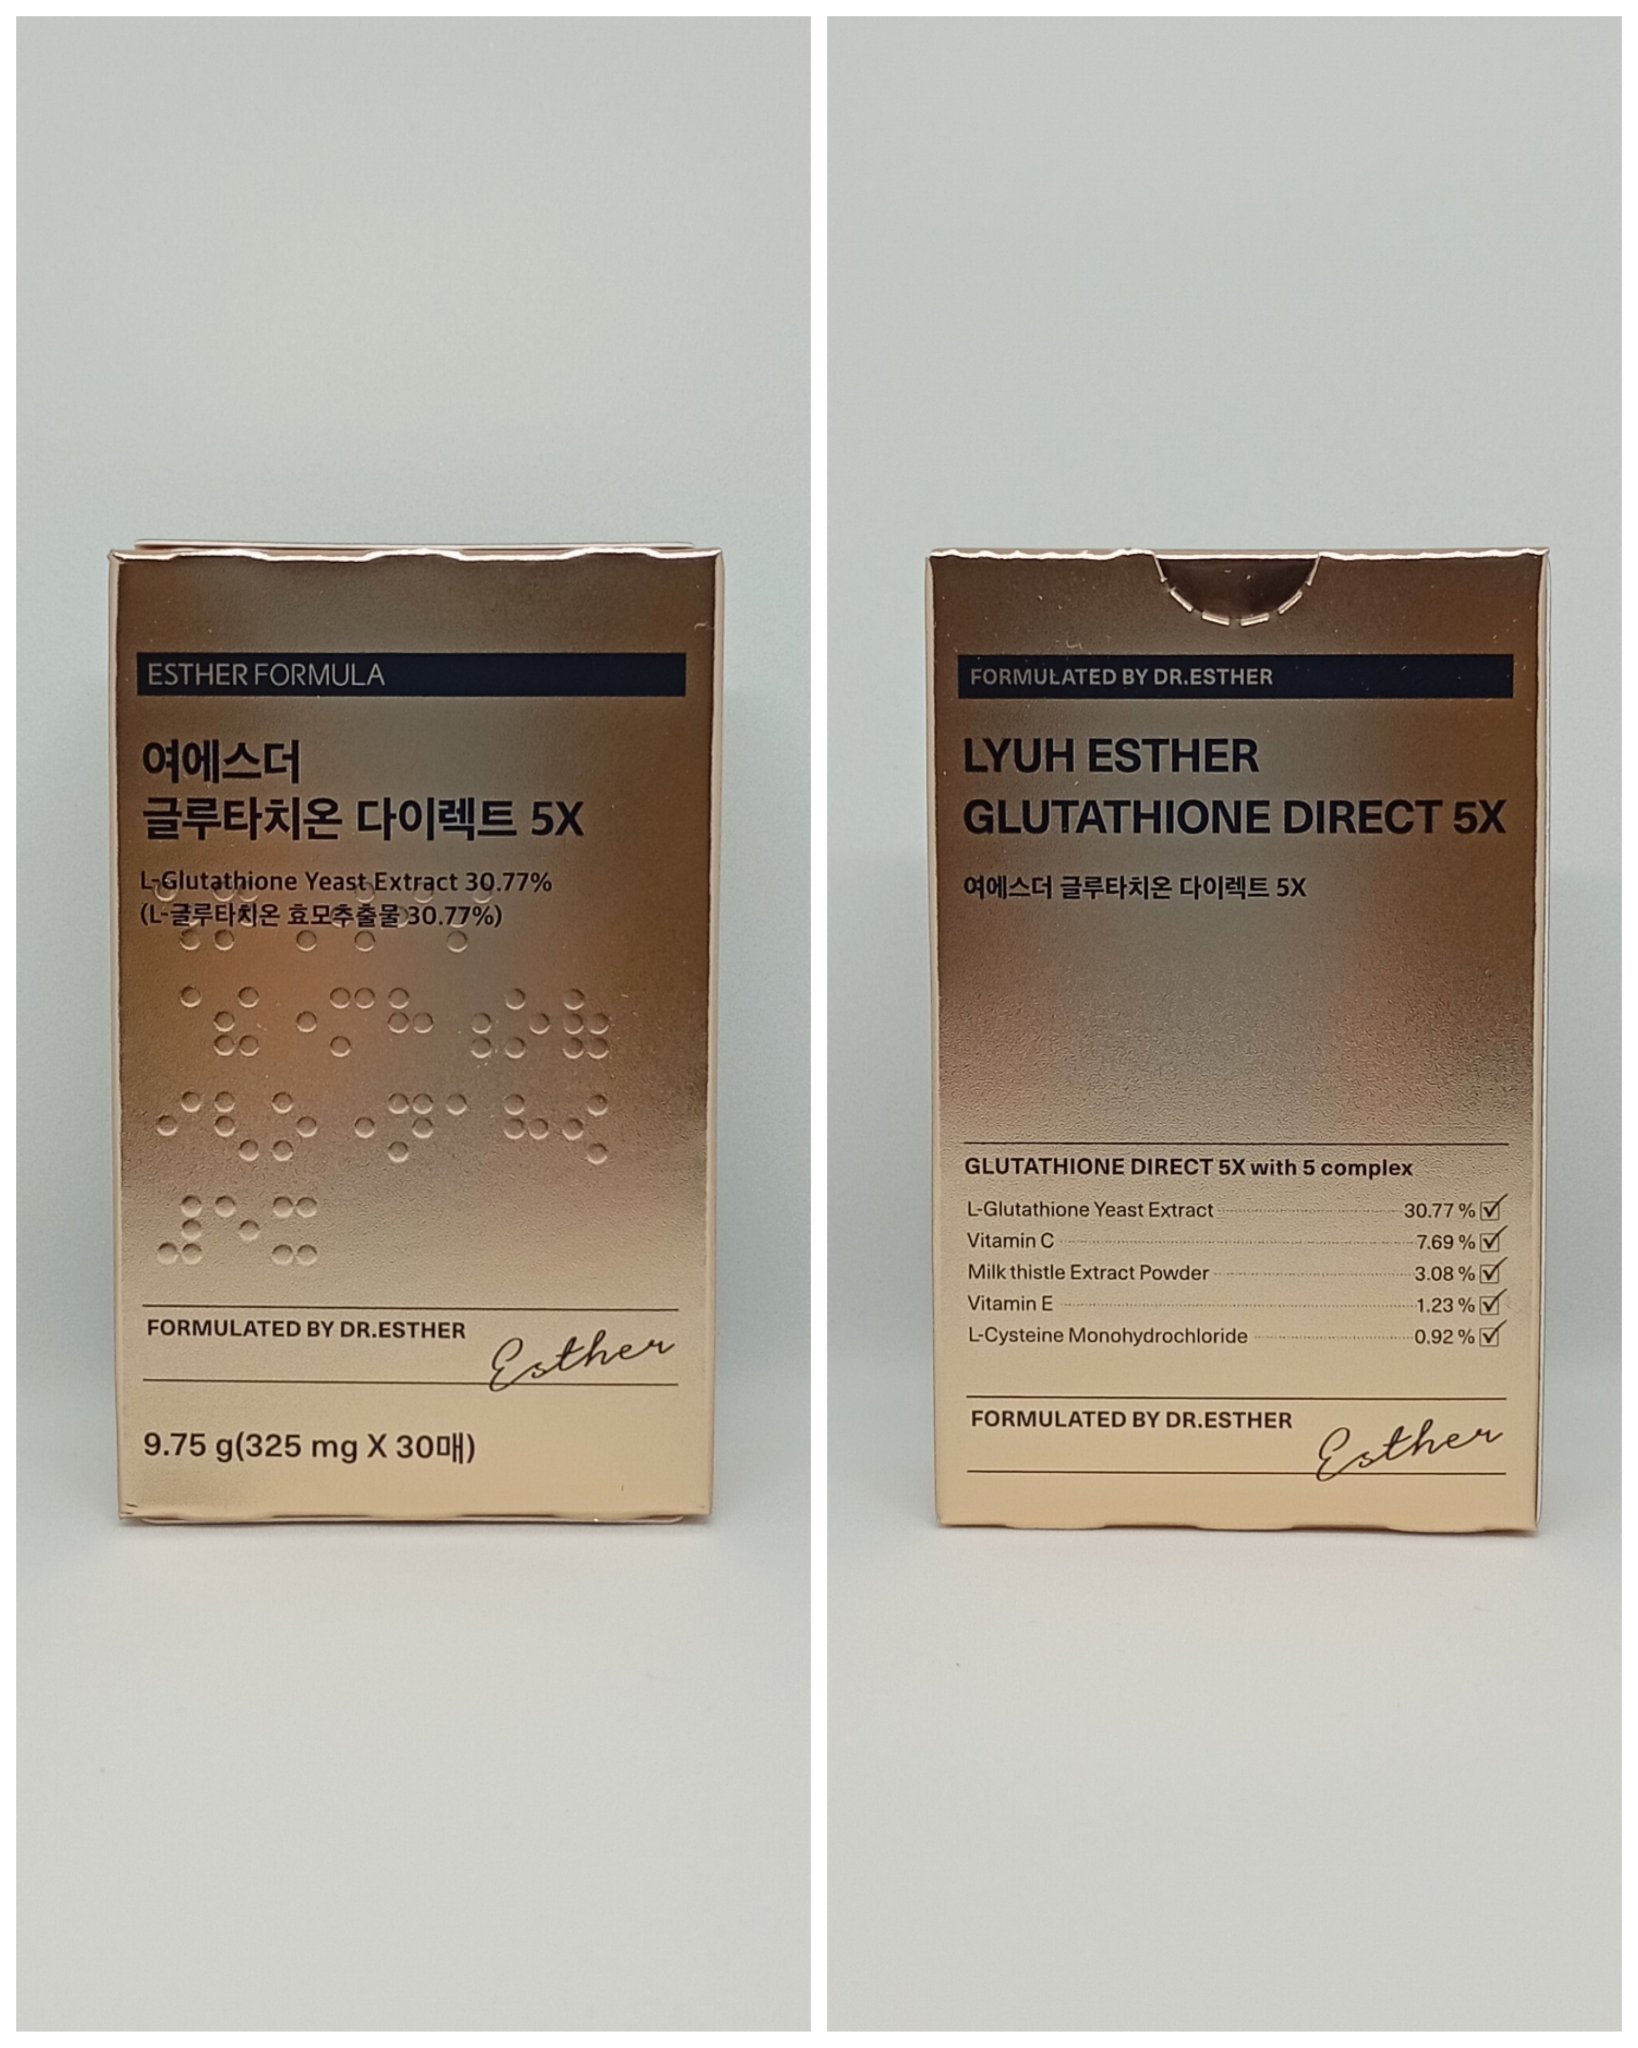 ESTHER FORMULA
여에스더
글루타치온 다이렉트 5X
L-Glutathione Yeast Extract 30.77%
(L-글루타치온 효모추출물 30.77%)
FORMULATED BY DR.ESTHER
Esther
9.75 g(325 mg X 30매)
FORMULATED BY DR.ESTHER
LYUH ESTHER
GLUTATHIONE DIRECT 5X
여에스더 글루타치온 다이렉트 5X
GLUTATHIONE DIRECT 5X with 5 complex
L-Glutathione Yeast Extract 30.77 %
Vitamin C 7.69 %
Milk thistle Extract Powder 3.08 %
Vitamin E 1.23 %
L-Cysteine Monohydrochloride 0.92 %
FORMULATED BY DR.ESTHER
Esther